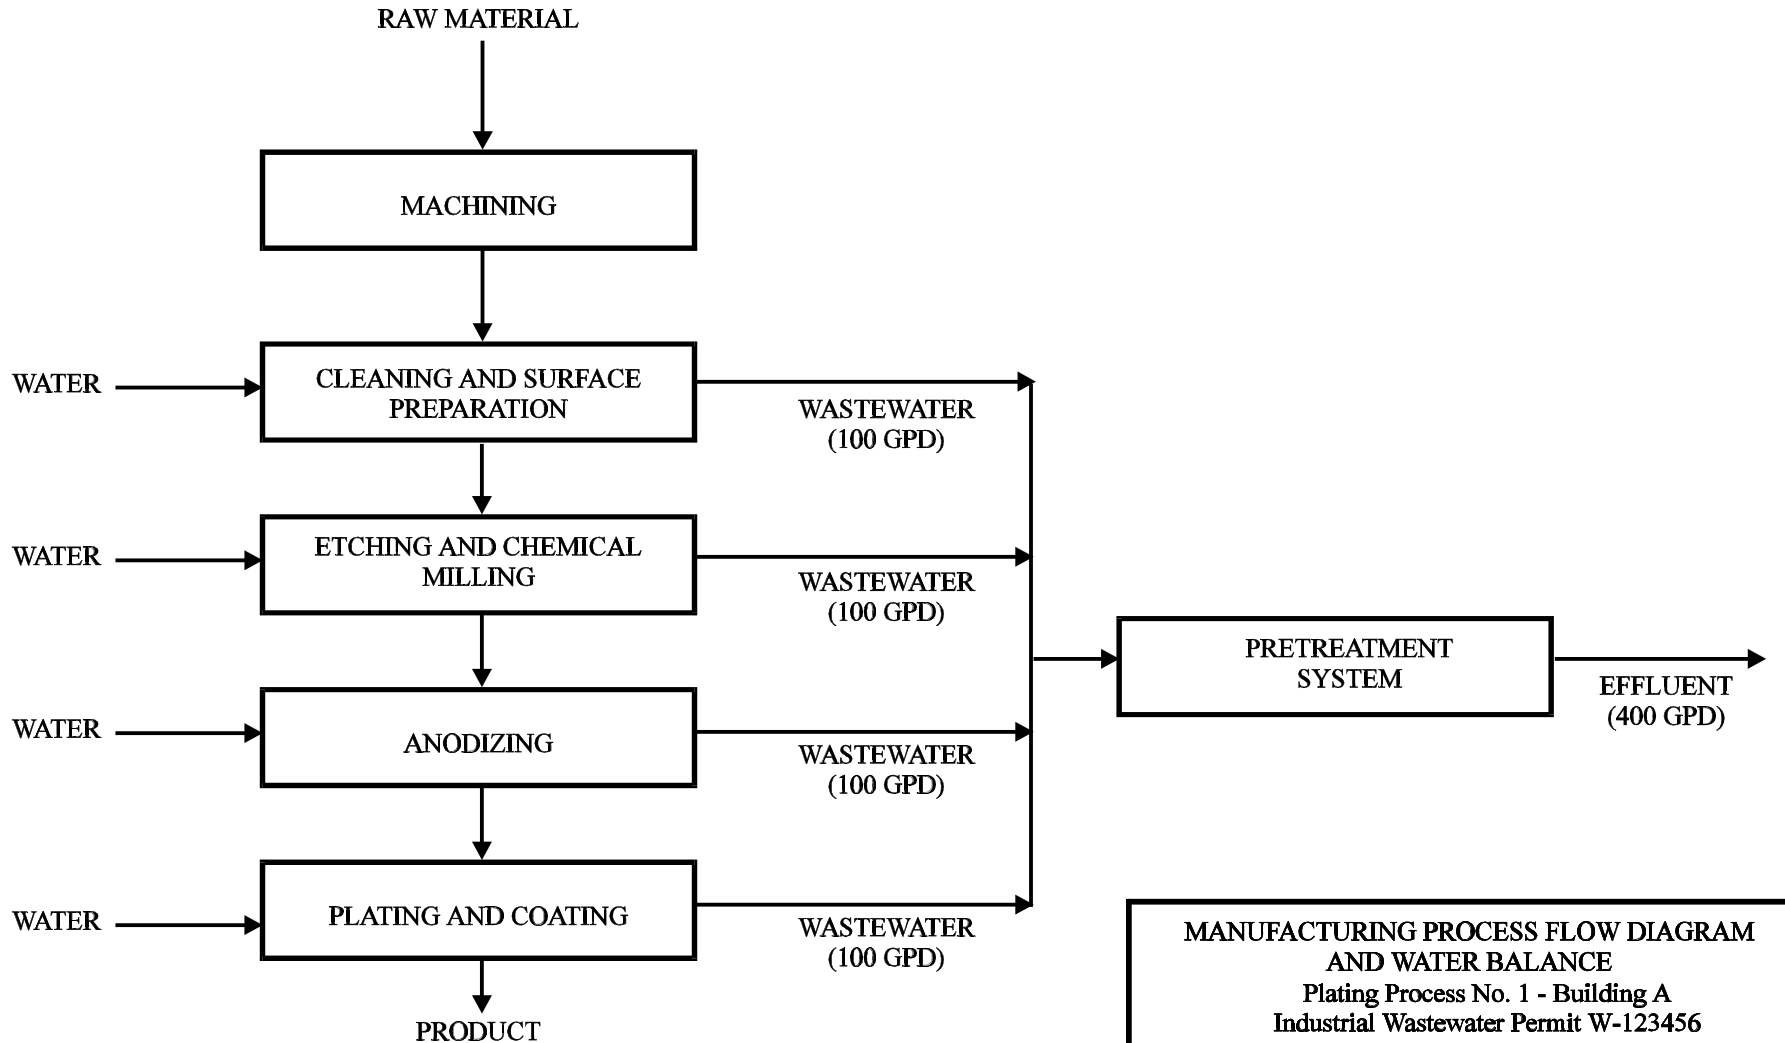 RAW MATERIAL
MACHINING
WATER
CLEANING AND SURFACE
PREPARATION
WASTEWATER
(100 GPD)
WATER
ETCHING AND CHEMICAL
MILLING
WASTEWATER
(100 GPD)
PRETREATMENT
SYSTEM
EFFLUENT
(400 GPD)
WATER
ANODIZING
WASTEWATER
(100 GPD)
WATER
PLATING AND COATING
WASTEWATER
(100 GPD)
PRODUCT
MANUFACTURING PROCESS FLOW DIAGRAM
AND WATER BALANCE
Plating Process No. 1 - Building A
Industrial Wastewater Permit W-123456